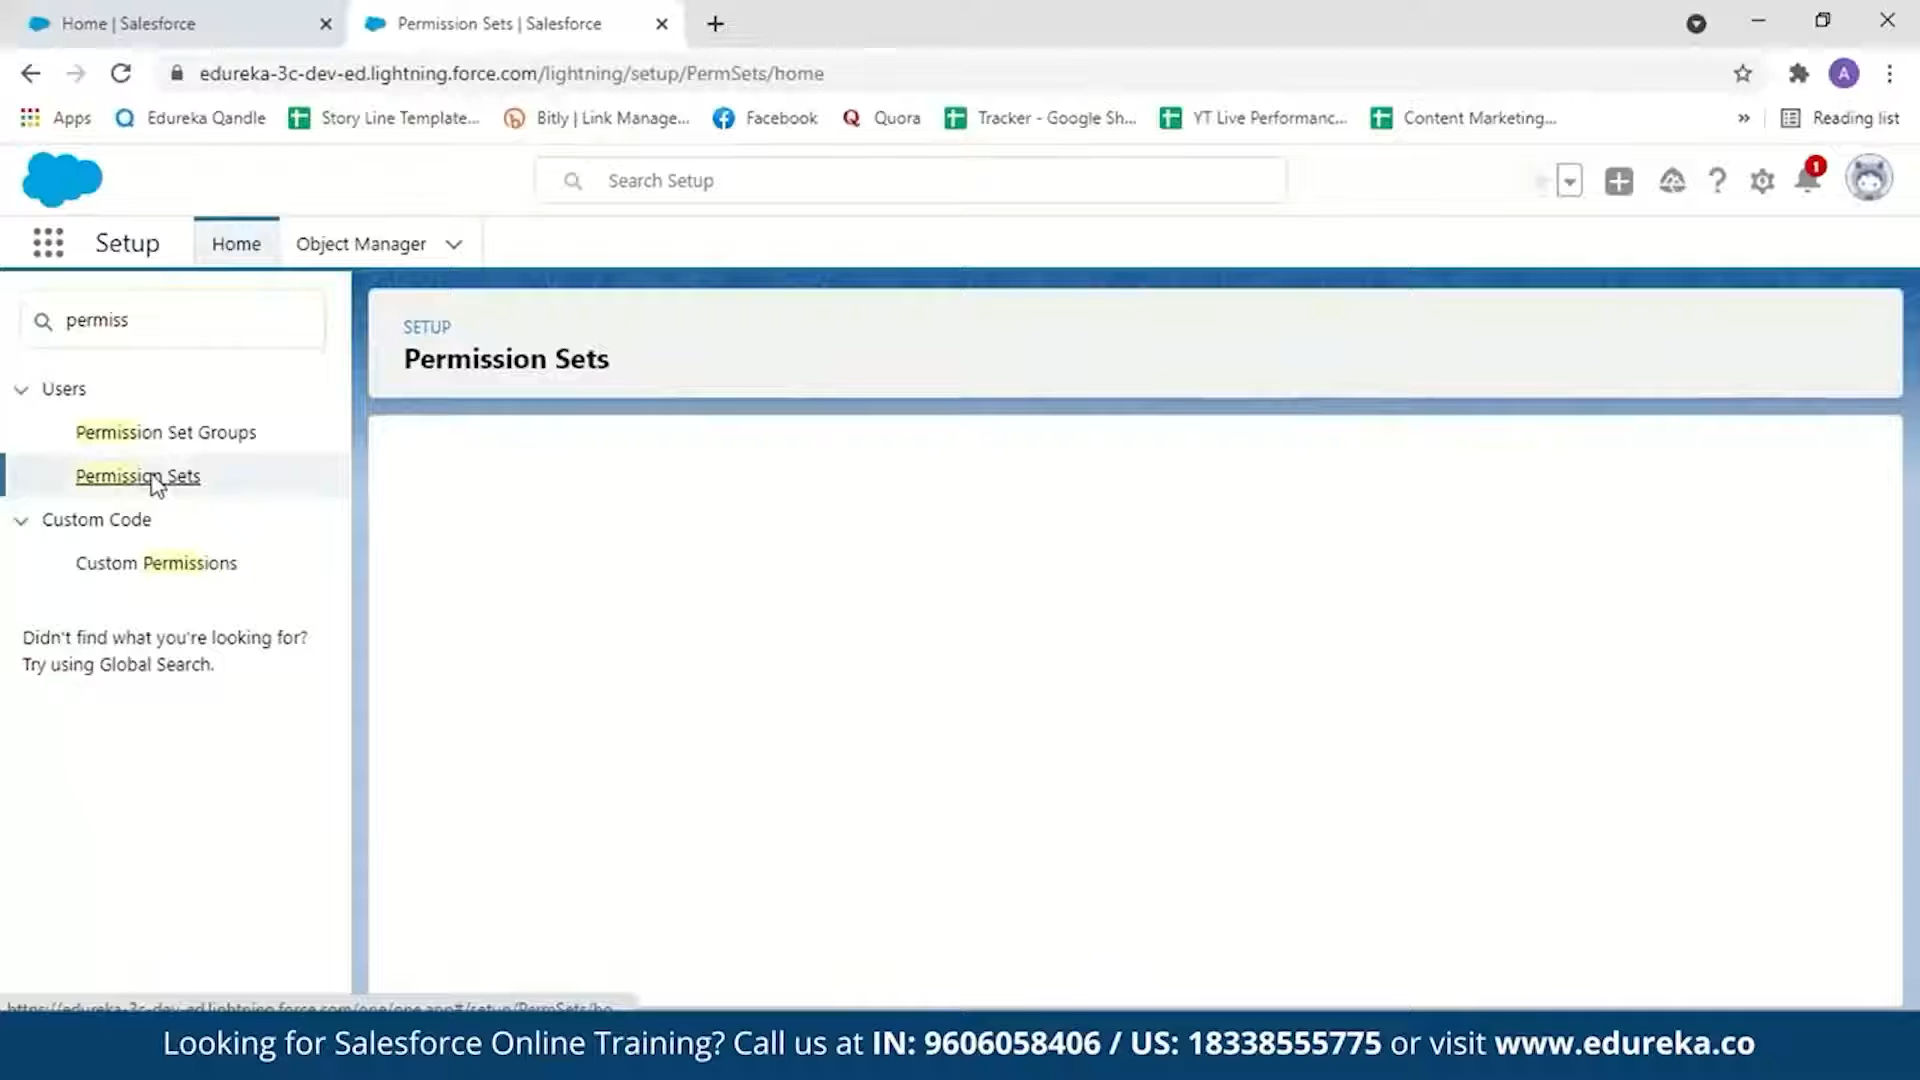 Home | Salesforce
Permission Sets | Salesforce
edureka-3c-dev-ed.lightning.force.com/lightning/setup/PermSets/home
A
Apps
Edureka Qandle
Story Line Template...
Bitly | Link Manage...
Facebook
Quora
Tracker - Google Sh...
YT Live Performanc...
Content Marketing...
»
Reading list
Search Setup
1
Setup
Home
Object Manager
permiss
Users
Permission Set Groups
Permission Sets
Custom Code
Custom Permissions
Didn't find what you're looking for?
Try using Global Search.
SETUP
Permission Sets
https://edureka-3c-dev-ed.lightning.force.com/one/one.app#/setup/PermSets/ho...
Looking for Salesforce Online Training? Call us at IN: 9606058406 / US: 18338555775 or visit www.edureka.co